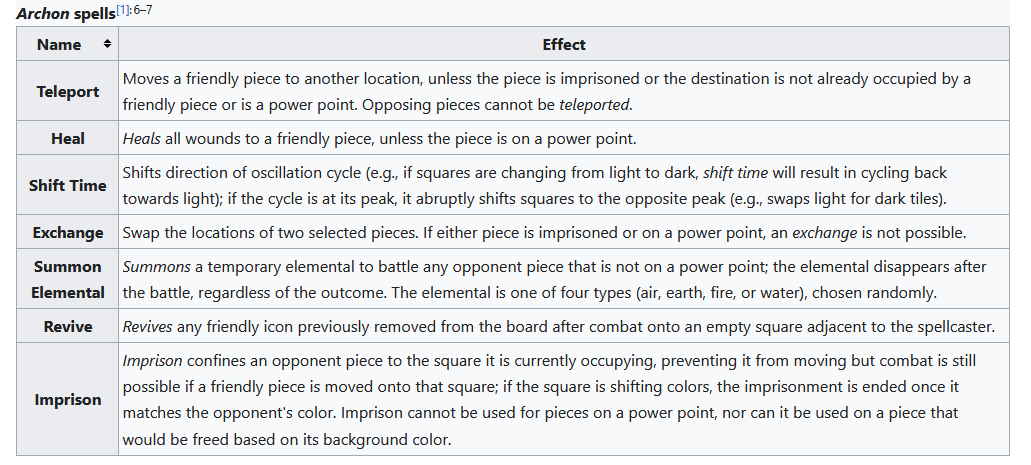 Archon spells[1]:6–7
Name Effect
Teleport
Moves a friendly piece to another location, unless the piece is imprisoned or the destination is not already occupied by a
friendly piece or is a power point. Opposing pieces cannot be teleported.
Heal
Heals all wounds to a friendly piece, unless the piece is on a power point.
Shift Time
Shifts direction of oscillation cycle (e.g., if squares are changing from light to dark, shift time will result in cycling back
towards light); if the cycle is at its peak, it abruptly shifts squares to the opposite peak (e.g., swaps light for dark tiles).
Exchange
Swap the locations of two selected pieces. If either piece is imprisoned or on a power point, an exchange is not possible.
Summon
Elemental
Summons a temporary elemental to battle any opponent piece that is not on a power point; the elemental disappears after
the battle, regardless of the outcome. The elemental is one of four types (air, earth, fire, or water), chosen randomly.
Revive
Revives any friendly icon previously removed from the board after combat onto an empty square adjacent to the spellcaster.
Imprison
Imprison confines an opponent piece to the square it is currently occupying, preventing it from moving but combat is still
possible if a friendly piece is moved onto that square; if the square is shifting colors, the imprisonment is ended once it
matches the opponent's color. Imprison cannot be used for pieces on a power point, nor can it be used on a piece that
would be freed based on its background color.